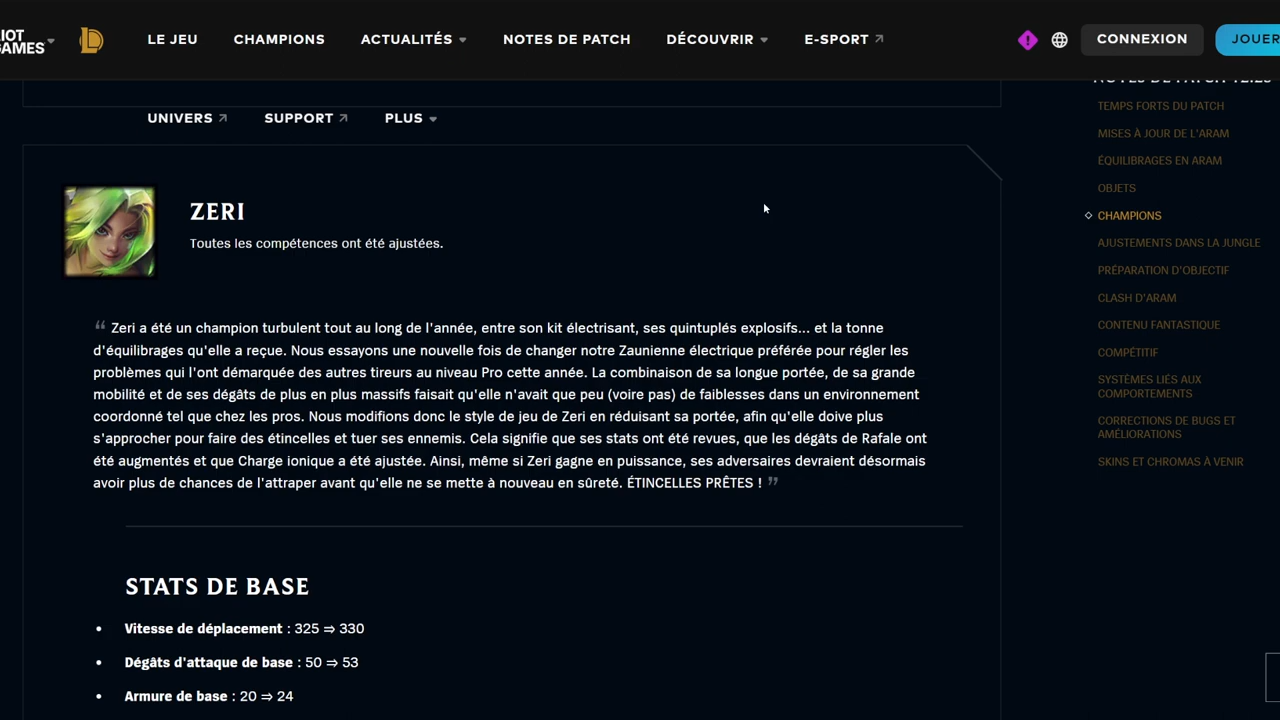 IOT
GAMES
LE JEU
CHAMPIONS
ACTUALITÉS
NOTES DE PATCH
DÉCOUVRIR
E-SPORT
CONNEXION
JOUER
UNIVERS
SUPPORT
PLUS
ZERI
Toutes les compétences ont été ajustées.
“ Zeri a été un champion turbulent tout au long de l'année, entre son kit électrisant, ses quintuplés explosifs... et la tonne
d'équilibrages qu'elle a reçue. Nous essayons une nouvelle fois de changer notre Zaunienne électrique préférée pour régler les
problèmes qui l'ont démarquée des autres tireurs au niveau Pro cette année. La combinaison de sa longue portée, de sa grande
mobilité et de ses dégâts de plus en plus massifs faisait qu'elle n'avait que peu (voire pas) de faiblesses dans un environnement
coordonné tel que chez les pros. Nous modifions donc le style de jeu de Zeri en réduisant sa portée, afin qu'elle doive plus
s'approcher pour faire des étincelles et tuer ses ennemis. Cela signifie que ses stats ont été revues, que les dégâts de Rafale ont
été augmentés et que Charge ionique a été ajustée. Ainsi, même si Zeri gagne en puissance, ses adversaires devraient désormais
avoir plus de chances de l'attraper avant qu'elle ne se mette à nouveau en sûreté. ÉTINCELLES PRÊTES ! ”
STATS DE BASE
• Vitesse de déplacement : 325 ⇒ 330
• Dégâts d'attaque de base : 50 ⇒ 53
• Armure de base : 20 ⇒ 24
NOTES DE PATCH 12.23
TEMPS FORTS DU PATCH
MISES À JOUR DE L'ARAM
ÉQUILIBRAGES EN ARAM
OBJETS
CHAMPIONS
AJUSTEMENTS DANS LA JUNGLE
PRÉPARATION D'OBJECTIF
CLASH D'ARAM
CONTENU FANTASTIQUE
COMPÉTITIF
SYSTÈMES LIÉS AUX
COMPORTEMENTS
CORRECTIONS DE BUGS ET
AMÉLIORATIONS
SKINS ET CHROMAS À VENIR